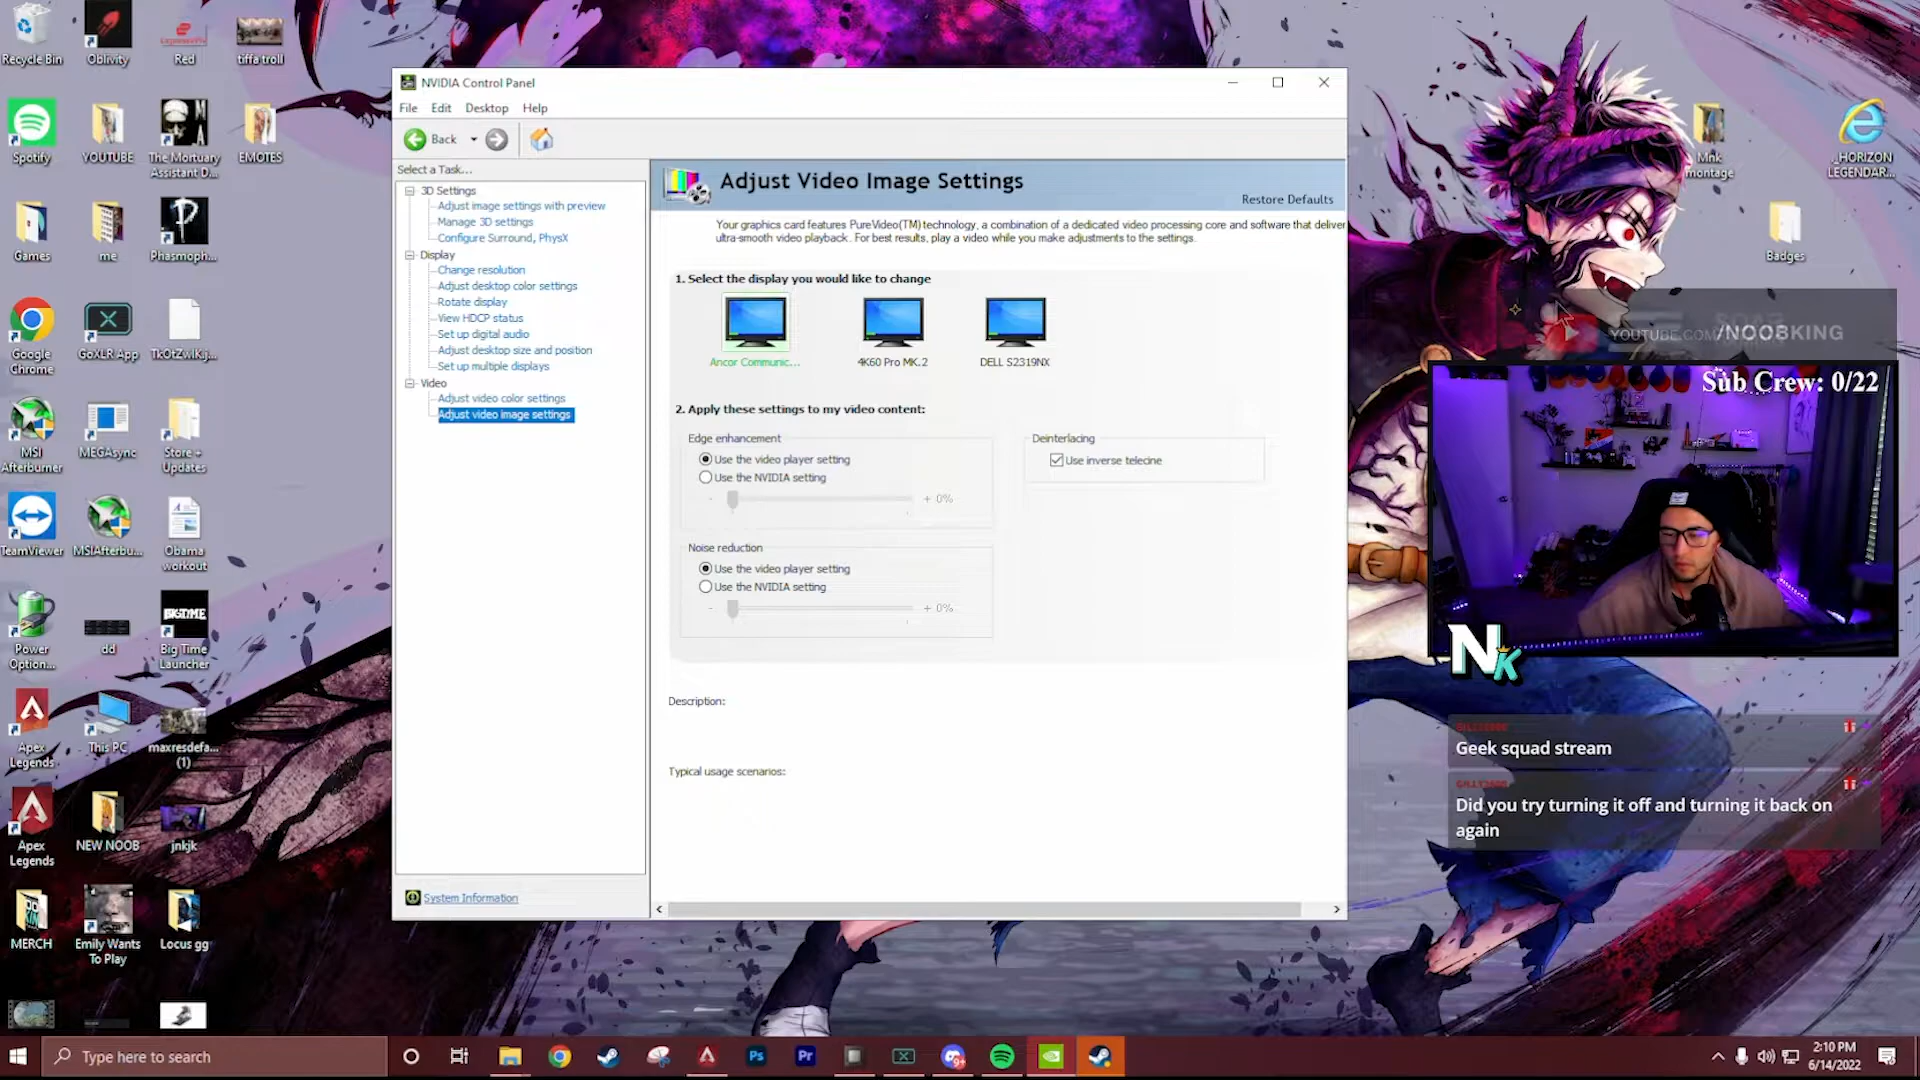 Recycle Bin
Oblivity
Red
tiffa troll
Spotify
YOUTUBE
The Mortuary
Assistant D...
EMOTES
Games
me
Phasmoph...
Google
Chrome
GoXLR App
MSI
Afterburner
MEGAsync
Store +
Updates
TeamViewer
MSIAfterbu...
Obama
workout
Power
Option...
dd
BIGTIME
Big Time
Launcher
Apex
Legends
This PC
maxresdefa...
(1)
Apex
Legends
NEW NOOB
jnkjk
MERCH
Emily Wants
To Play
Locus gg
NVIDIA Control Panel
File Edit Desktop Help
Back
Select a Task...
3D Settings
Adjust image settings with preview
Manage 3D settings
Configure Surround, PhysX
Display
Change resolution
Adjust desktop color settings
Rotate display
View HDCP status
Set up digital audio
Adjust desktop size and position
Set up multiple displays
Video
Adjust video color settings
Adjust video image settings
System Information
Adjust Video Image Settings
Restore Defaults
Your graphics card features PureVideo(TM) technology, a combination of a dedicated video processing core and software that deliver
ultra-smooth video playback. For best results, play a video while you make adjustments to the settings.
1. Select the display you would like to change
Ancor Communic...
4K60 Pro MK.2
DELL S2319NX
2. Apply these settings to my video content:
Edge enhancement
Use the video player setting
Use the NVIDIA setting
- + 0%
Deinterlacing
Use inverse telecine
Noise reduction
Use the video player setting
Use the NVIDIA setting
- + 0%
Description:
Typical usage scenarios:
Mnk
montage
_HORIZON
LEGENDAR...
Badges
YOUTUBE.COM/NOOBKING
Sub Crew: 0/22
NK
Geek squad stream
Did you try turning it off and turning it back on
again
Type here to search
Ps
Pr
9+
2:10 PM
6/14/2022